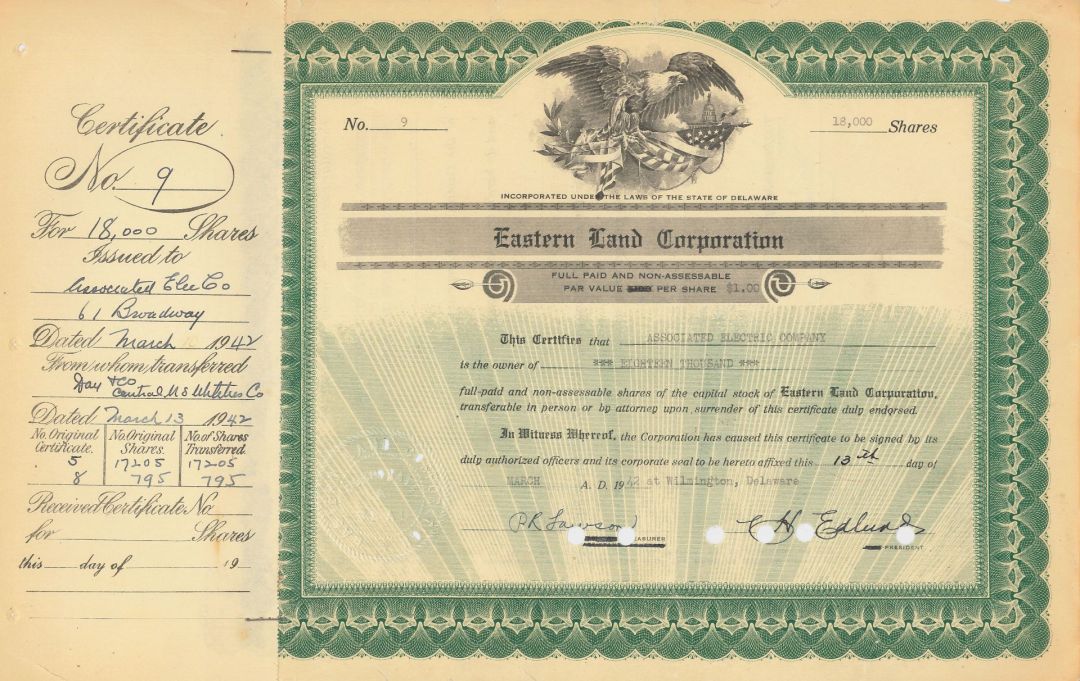 Certificate
No. 9
For 18,000 Shares
Issued to
Associated Elec Co
61 Broadway
Dated March 1942
From whom transferred
Day & Co
Central U S Utilities Co
Dated March 13 1942
No. Original Certificate. No. Original Shares. No. of Shares Transferred.
5 17205 17205
8 795 795
Received Certificate No.
for Shares
this day of 19
No. 9
18,000 Shares
INCORPORATED UNDER THE LAWS OF THE STATE OF DELAWARE
Eastern Land Corporation
FULL PAID AND NON-ASSESSABLE
PAR VALUE PER SHARE $1.00
This Certifies that ASSOCIATED ELECTRIC COMPANY
is the owner of *** EIGHTEEN THOUSAND ***
full-paid and non-assessable shares of the capital stock of Eastern Land Corporation,
transferable in person or by attorney upon surrender of this certificate duly endorsed.
In Witness Whereof, the Corporation has caused this certificate to be signed by its
duly authorized officers and its corporate seal to be hereto affixed this 13th day of
MARCH A. D. 1942 at Wilmington, Delaware
P R Lawson C H Edlund
PRESIDENT